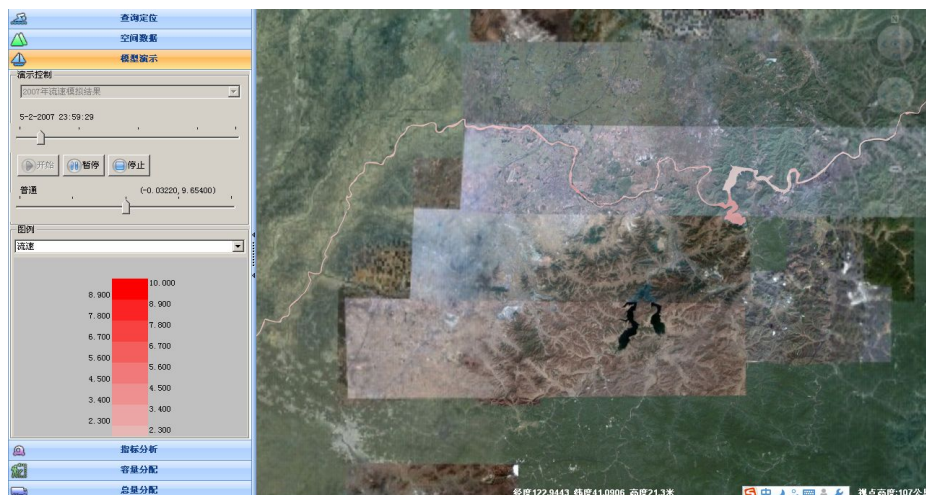 查询定位
空间数据
模型演示
演示控制
2007年流速模拟结果
5-2-2007 23:59:29
开始 暂停 停止
普通 (-0.03220, 9.65400)
图例
流速
10.000
8.900 8.900
7.800 7.800
6.700 6.700
5.600 5.600
4.500 4.500
3.400 3.400
2.300 2.300
指标分析
容量分配
总量分配
经度122.9443 纬度41.0906 高度21.3米
中
视点高度:107公里